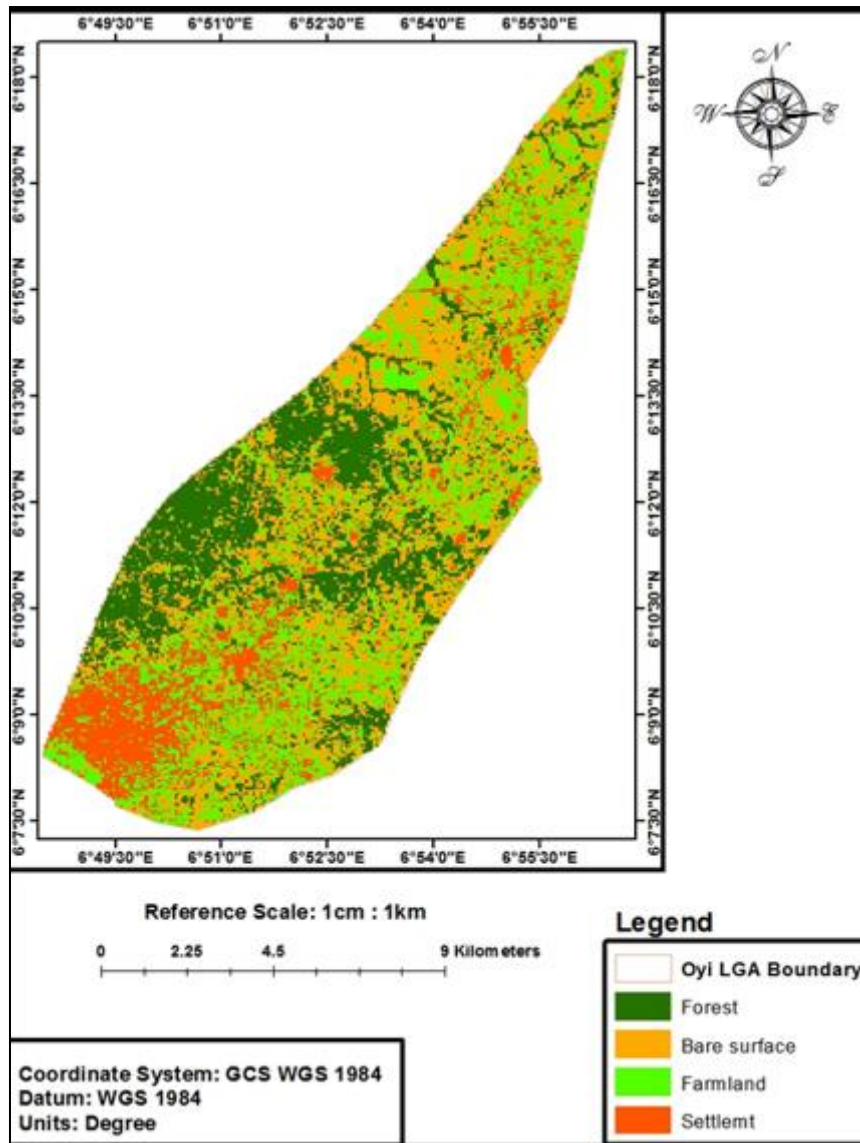 6°49'30"E 6°51'0"E 6°52'30"E 6°54'0"E 6°55'30"E
N
W E
S
6°18'0"N 6°18'0"N
6°16'30"N 6°16'30"N
6°15'0"N 6°15'0"N
6°13'30"N 6°13'30"N
6°12'0"N 6°12'0"N
6°10'30"N 6°10'30"N
6°9'0"N 6°9'0"N
6°7'30"N 6°7'30"N
6°49'30"E 6°51'0"E 6°52'30"E 6°54'0"E 6°55'30"E
Reference Scale: 1cm : 1km
0 2.25 4.5 9 Kilometers
Legend
Oyi LGA Boundary
Forest
Bare surface
Farmland
Settlemt
Coordinate System: GCS WGS 1984
Datum: WGS 1984
Units: Degree